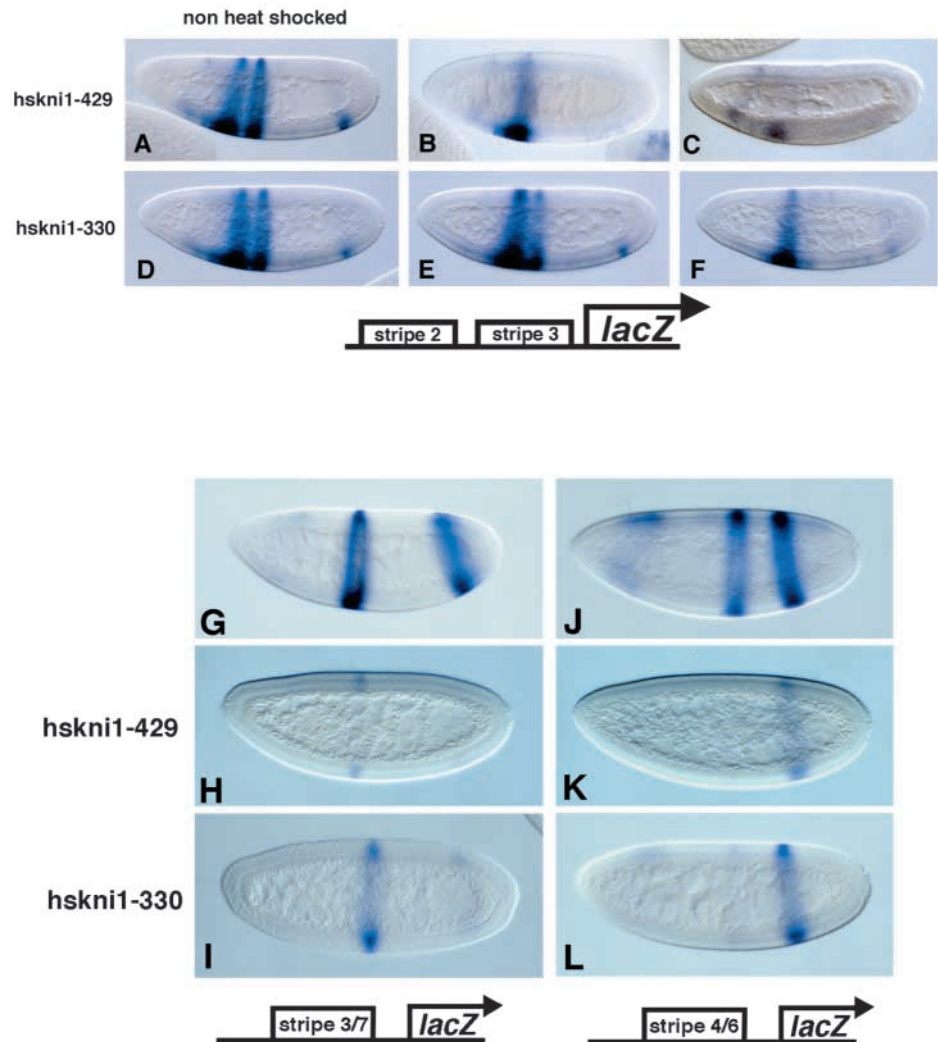 non heat shocked
hskni1-429
A
B
C
hskni1-330
D
E
F
stripe 2
stripe 3
lacZ
G
J
hskni1-429
H
K
hskni1-330
I
L
stripe 3/7
lacZ
stripe 4/6
lacZ